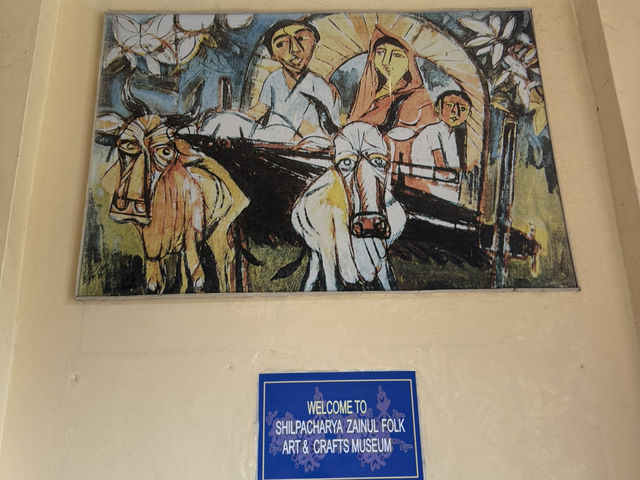 WELCOME TO
SHILPACHARYA ZAINUL FOLK
ART & CRAFTS MUSEUM